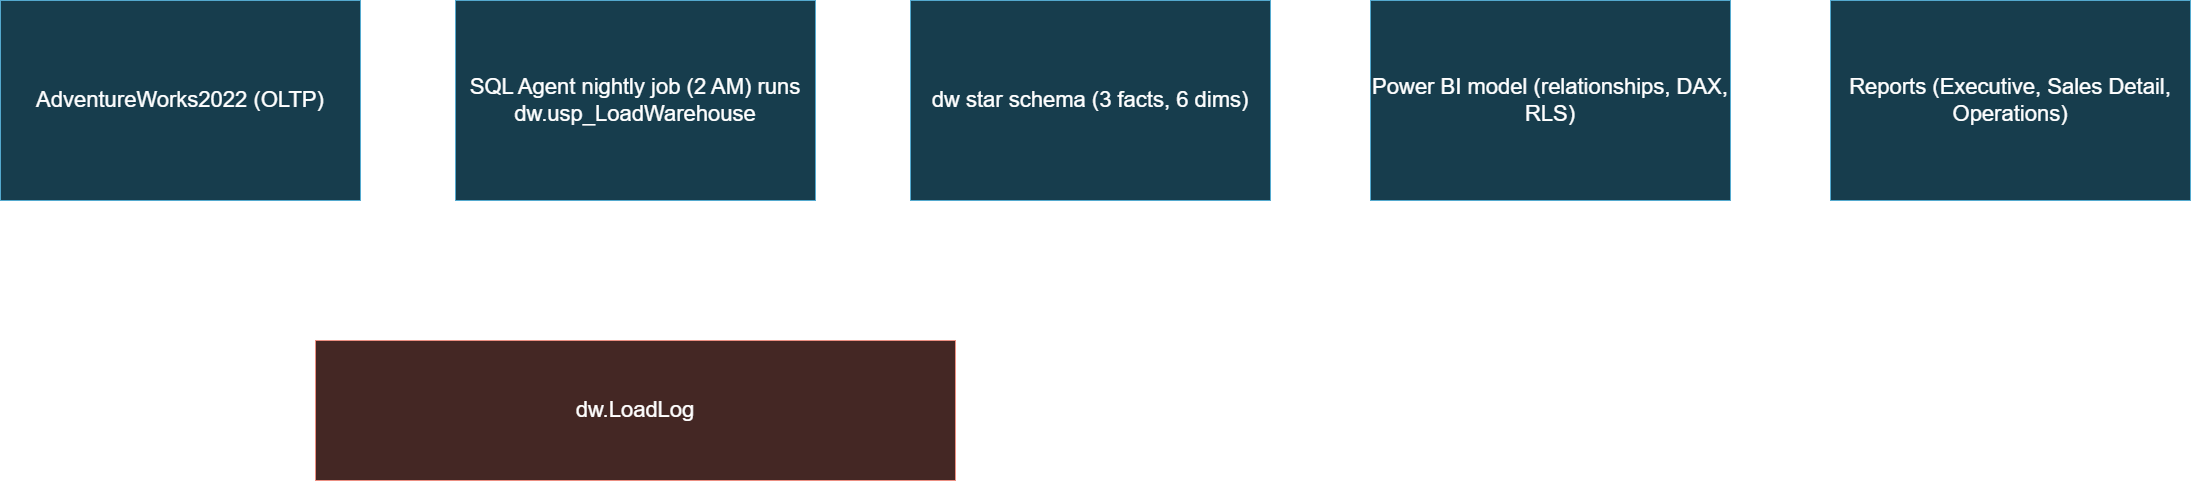 AdventureWorks2022 (OLTP)
SQL Agent nightly job (2 AM) runs
dw.usp_LoadWarehouse
dw star schema (3 facts, 6 dims)
Power BI model (relationships, DAX,
RLS)
Reports (Executive, Sales Detail,
Operations)
dw.LoadLog